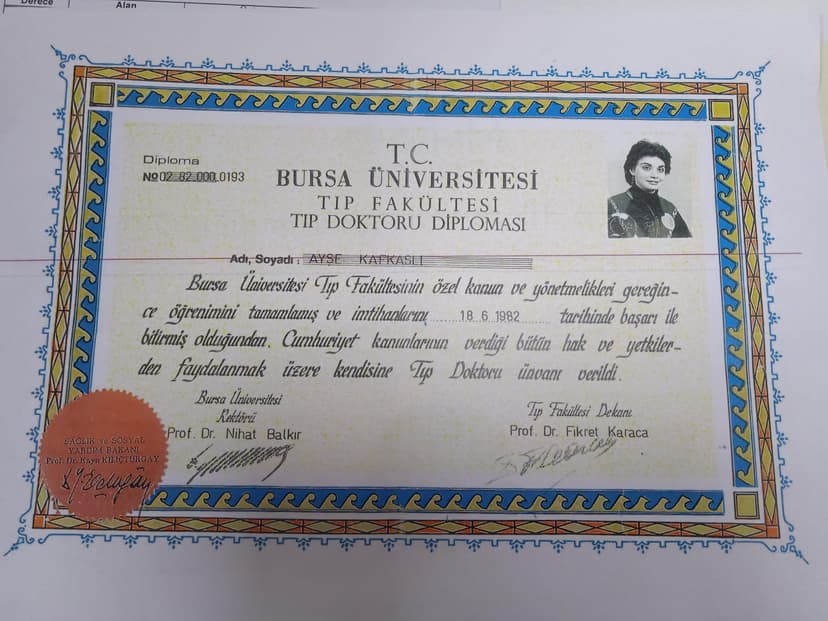 Derece
Alan
Diploma
No 02.82.000.0193
T.C.
BURSA ÜNİVERSİTESİ
TIP FAKÜLTESİ
TIP DOKTORU DİPLOMASI
Adı, Soyadı : AYŞE KAFKASLI
Bursa Üniversitesi Tıp Fakültesinin özel kanun ve yönetmelikleri gereğin-
ce öğrenimini tamamlamış ve imtihanlarını 18.6.1982 tarihinde başarı ile
bitirmiş olduğundan, Cumhuriyet kanunlarının verdiği bütün hak ve yetkiler-
den faydalanmak üzere kendisine Tıp Doktoru ünvanı verildi.
Bursa Üniversitesi
Rektörü
Prof. Dr. Nihat Balkır
Tıp Fakültesi Dekanı
Prof. Dr. Fikret Karaca
SAĞLIK ve SOSYAL
YARDIM BAKANI
Prof. Dr. Kaya KILIÇTURGAY